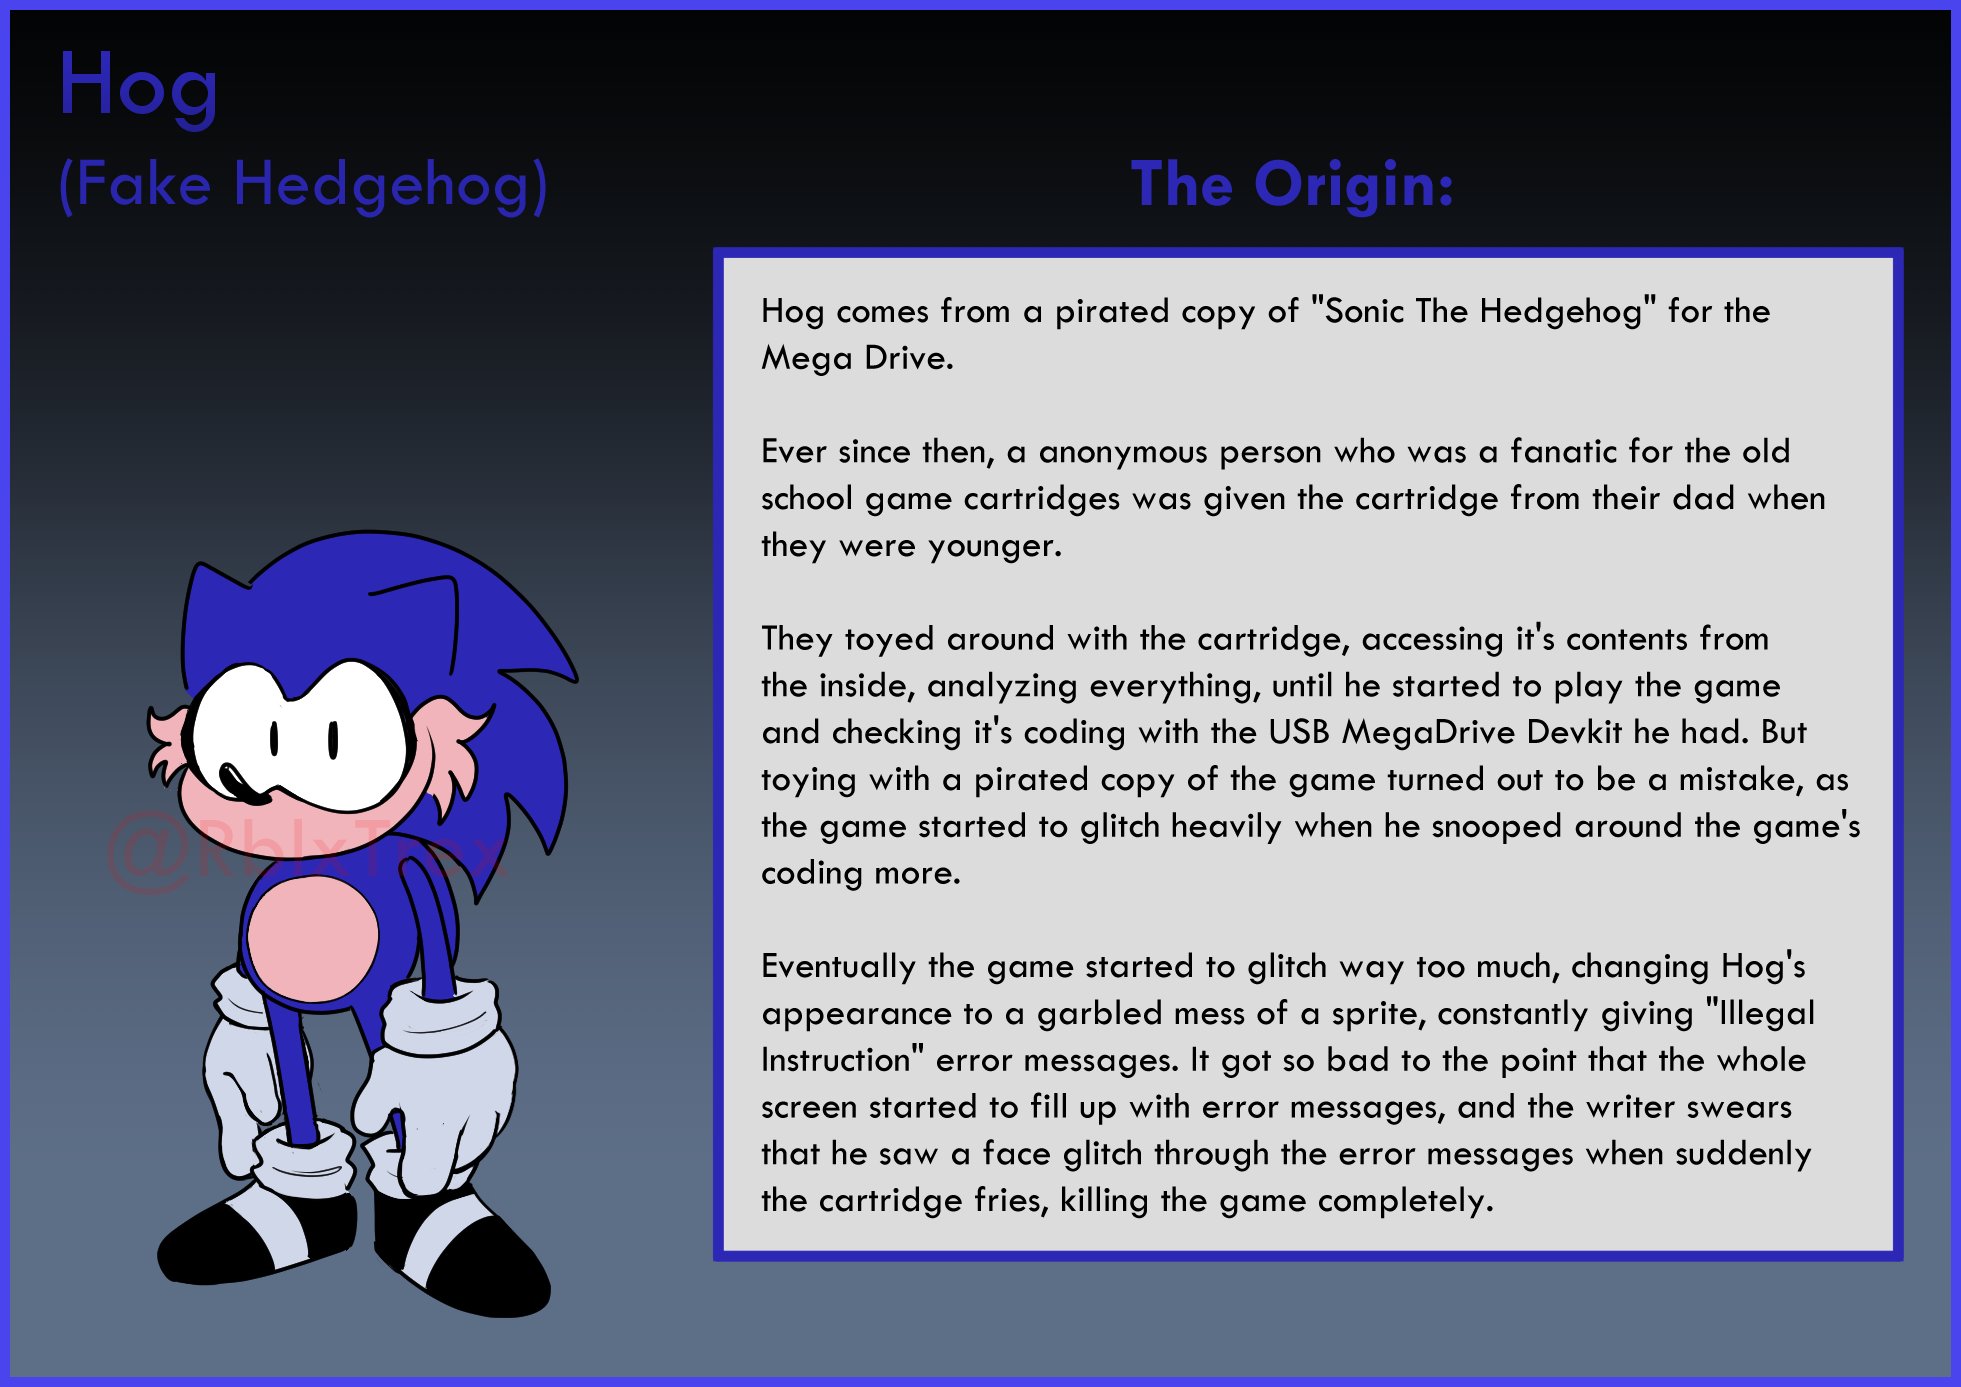 Hog
(Fake Hedgehog)
The Origin:
Hog comes from a pirated copy of "Sonic The Hedgehog" for the
Mega Drive.
Ever since then, a anonymous person who was a fanatic for the old
school game cartridges was given the cartridge from their dad when
they were younger.
They toyed around with the cartridge, accessing it's contents from
the inside, analyzing everything, until he started to play the game
and checking it's coding with the USB MegaDrive Devkit he had. But
toying with a pirated copy of the game turned out to be a mistake, as
the game started to glitch heavily when he snooped around the game's
coding more.
Eventually the game started to glitch way too much, changing Hog's
appearance to a garbled mess of a sprite, constantly giving "Illegal
Instruction" error messages. It got so bad to the point that the whole
screen started to fill up with error messages, and the writer swears
that he saw a face glitch through the error messages when suddenly
the cartridge fries, killing the game completely.
@RblxTrox